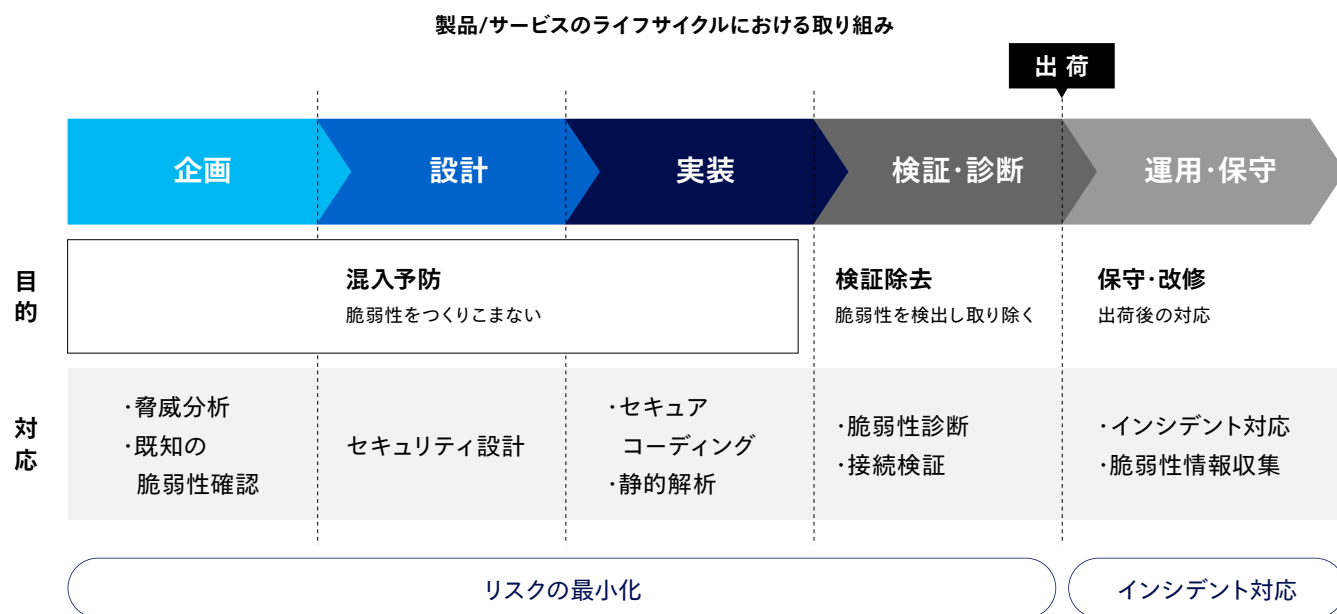 製品/サービスのライフサイクルにおける取り組み
出荷
企画
設計
実装
検証・診断
運用・保守
目的
混入予防
脆弱性をつくりこまない
検証除去
脆弱性を検出し取り除く
保守・改修
出荷後の対応
対応
・脅威分析
・既知の
脆弱性確認
セキュリティ設計
・セキュア
コーディング
・静的解析
・脆弱性診断
・接続検証
・インシデント対応
・脆弱性情報収集
リスクの最小化
インシデント対応